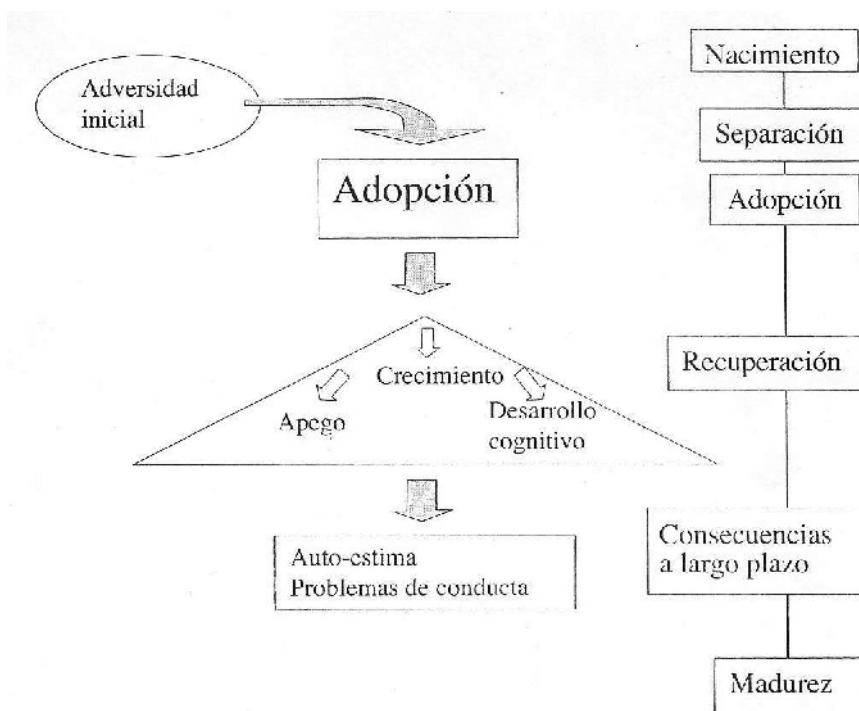 Adversidad
inicial
Adopción
Crecimiento
Apego
Desarrollo
cognitivo
Auto-estima
Problemas de conducta
Nacimiento
Separación
Adopción
Recuperación
Consecuencias
a largo plazo
Madurez